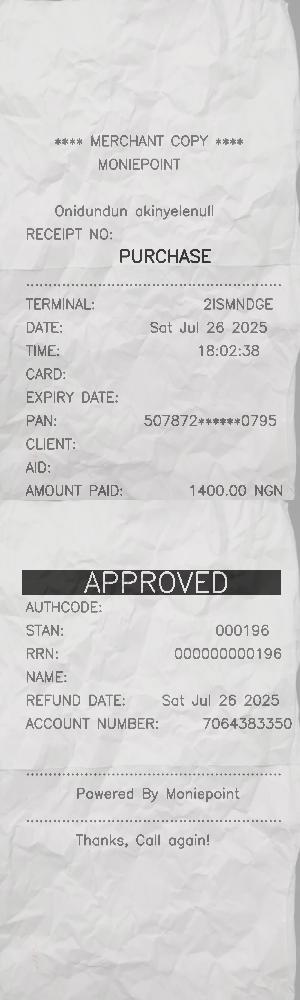 **** MERCHANT COPY ****
MONIEPOINT
Onidundun akinyelenull
RECEIPT NO:
PURCHASE
TERMINAL: 2ISMNDGE
DATE: Sat Jul 26 2025
TIME: 18:02:38
CARD:
EXPIRY DATE:
PAN: 507872******0795
CLIENT:
AID:
AMOUNT PAID: 1400.00 NGN
APPROVED
AUTHCODE:
STAN: 000196
RRN: 000000000196
NAME:
REFUND DATE: Sat Jul 26 2025
ACCOUNT NUMBER: 7064383350
Powered By Moniepoint
Thanks, Call again!